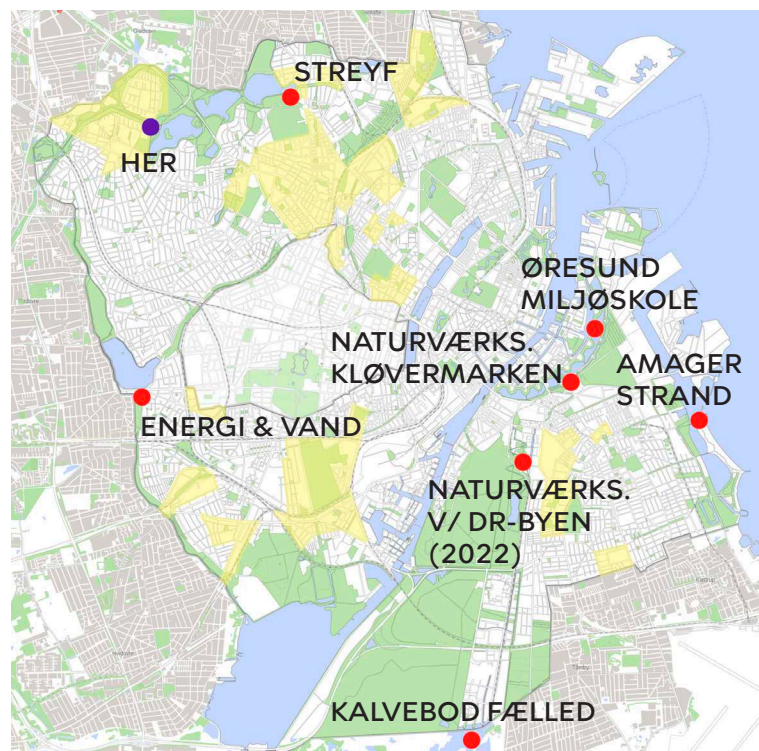 STREYF
HER
ØRESUND
MILJØSKOLE
NATURVÆRKS.
KLØVERMARKEN
AMAGER
STRAND
ENERGI & VAND
NATURVÆRKS.
V/ DR-BYEN
(2022)
KALVEBOD FÆLLED